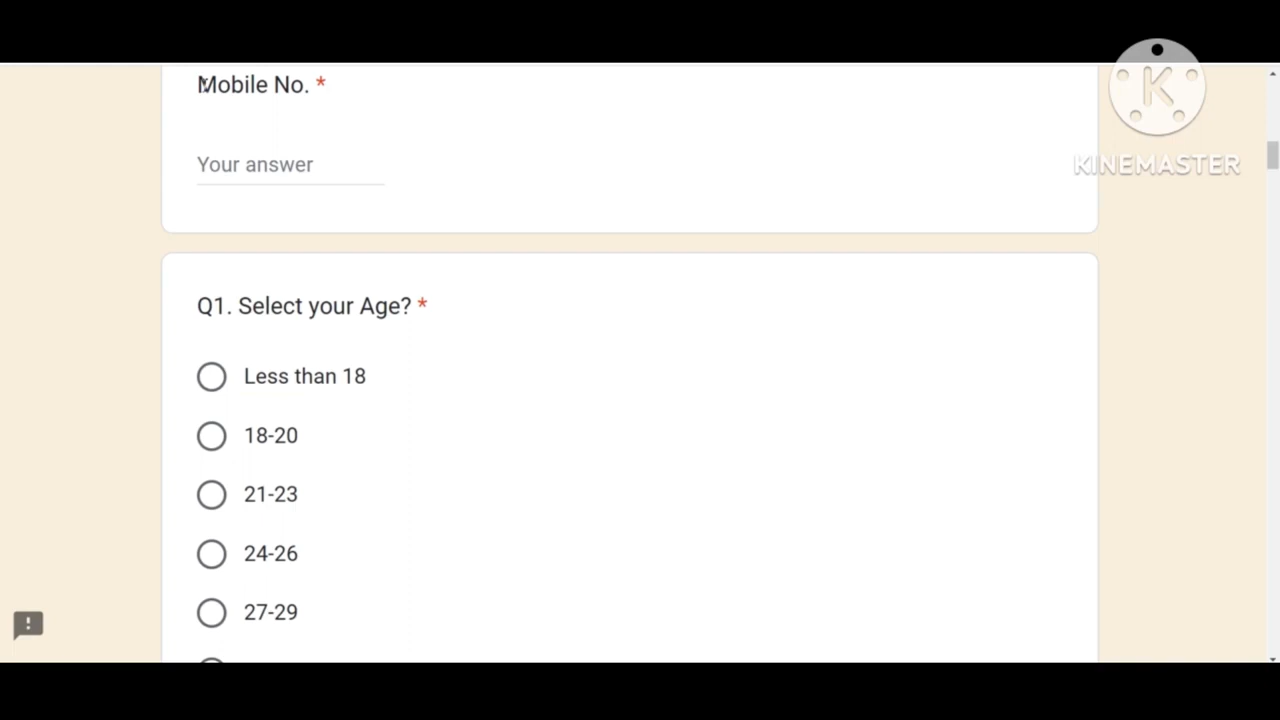 Mobile No. *
Your answer
K
KINEMASTER
Q1. Select your Age? *
Less than 18
18-20
21-23
24-26
27-29